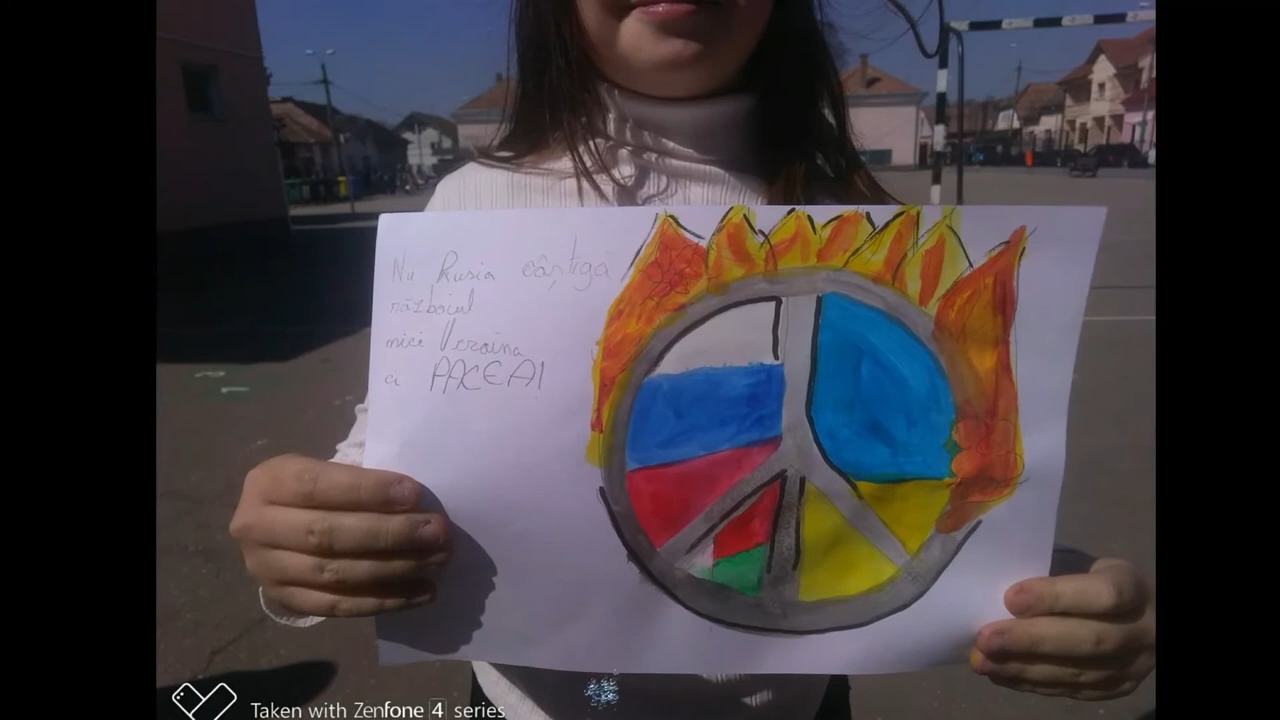 Nu Rusia câștigă
războiul
nici Ucraina
ci PACEA!
Taken with Zenfone 4 series